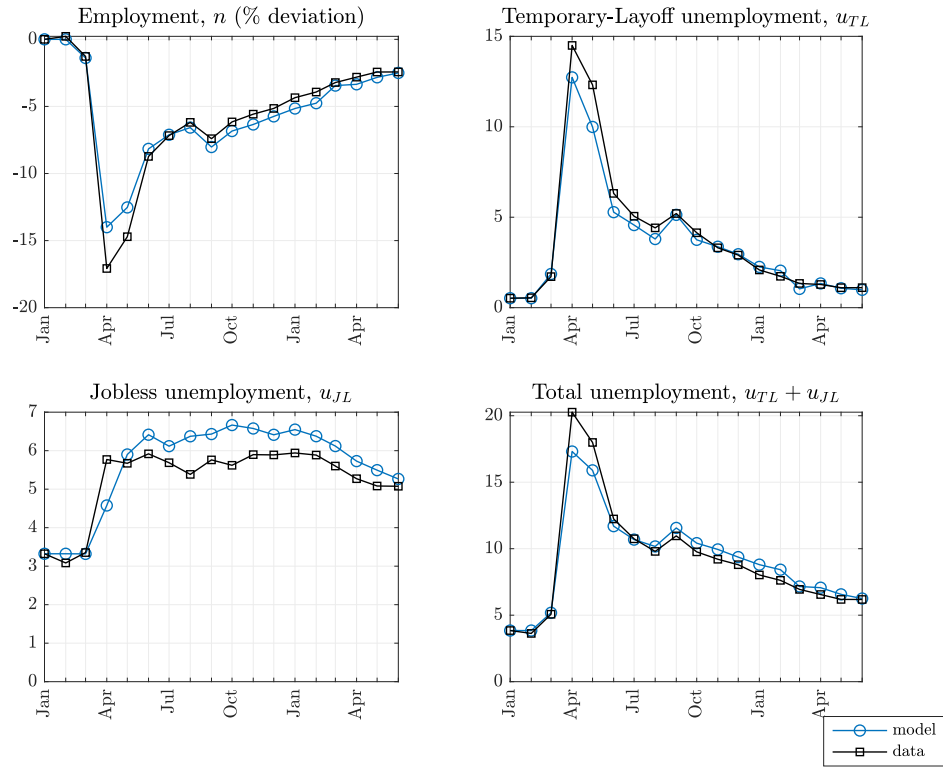 Employment, n (% deviation)
0
-5
-10
-15
-20
Jan
Apr
Jul
Oct
Jan
Apr
Temporary-Layoff unemployment, u_TL
15
10
5
0
Jan
Apr
Jul
Oct
Jan
Apr
Jobless unemployment, u_JL
7
6
5
4
3
2
1
0
Jan
Apr
Jul
Oct
Jan
Apr
Total unemployment, u_TL + u_JL
20
15
10
5
0
Jan
Apr
Jul
Oct
Jan
Apr
model
data